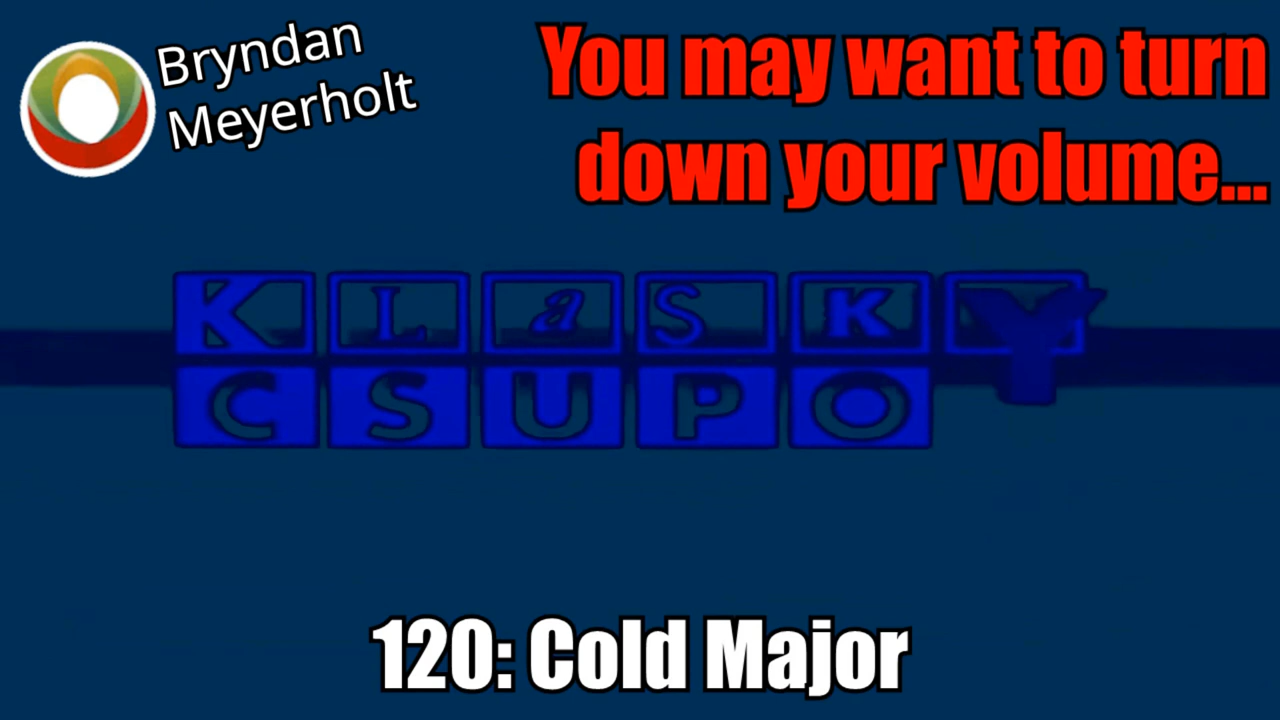 Bryndan
Meyerholt
You may want to turn
down your volume...
KLaSKY
CSUPO
120: Cold Major